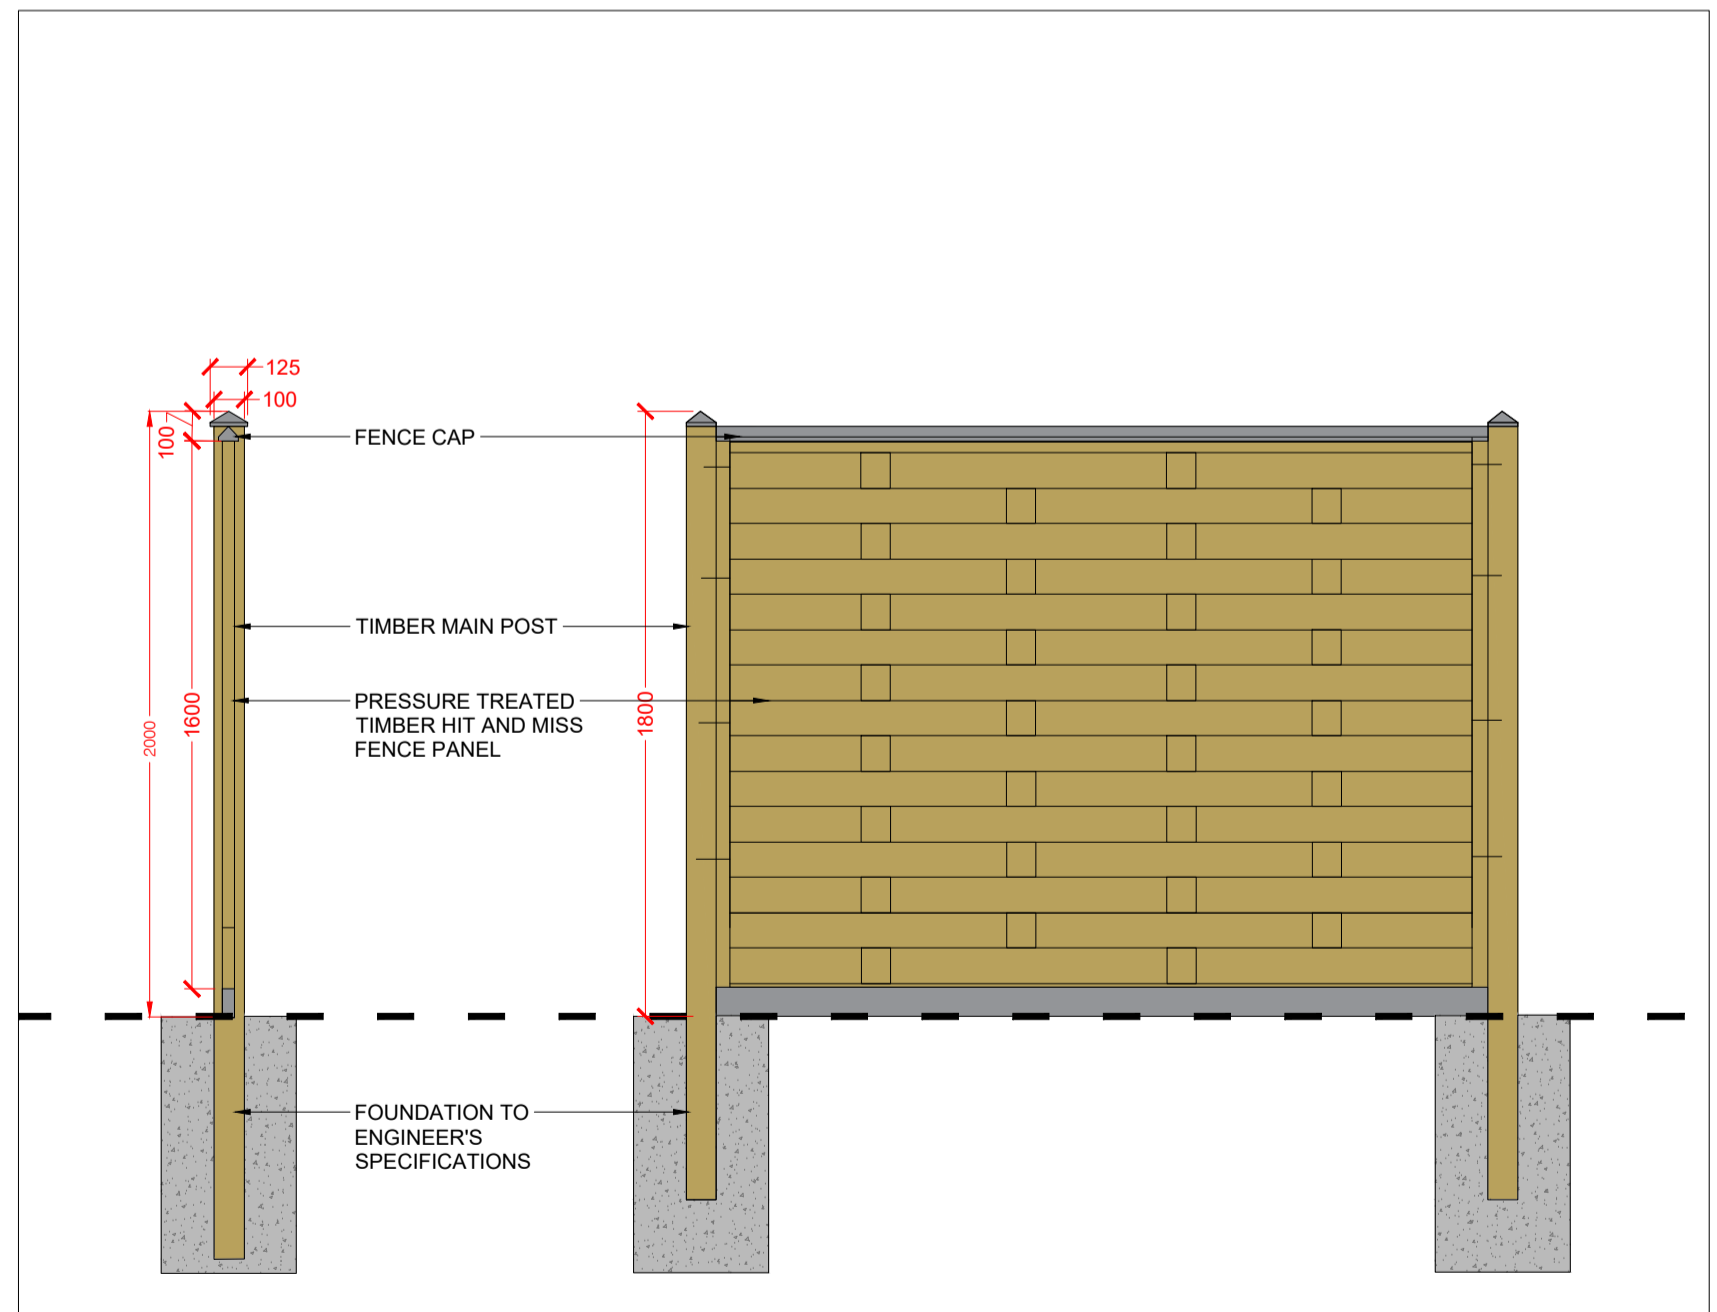 125
100
100
FENCE CAP
TIMBER MAIN POST
1600
2000
1800
PRESSURE TREATED
TIMBER HIT AND MISS
FENCE PANEL
FOUNDATION TO
ENGINEER'S
SPECIFICATIONS